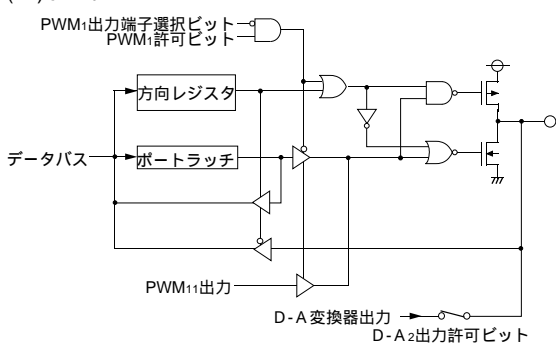 PWM1出力端子選択ビット
PWM1許可ビット
方向レジスタ
データバス
ポートラッチ
PWM11出力
D-A変換器出力
D-A2出力許可ビット